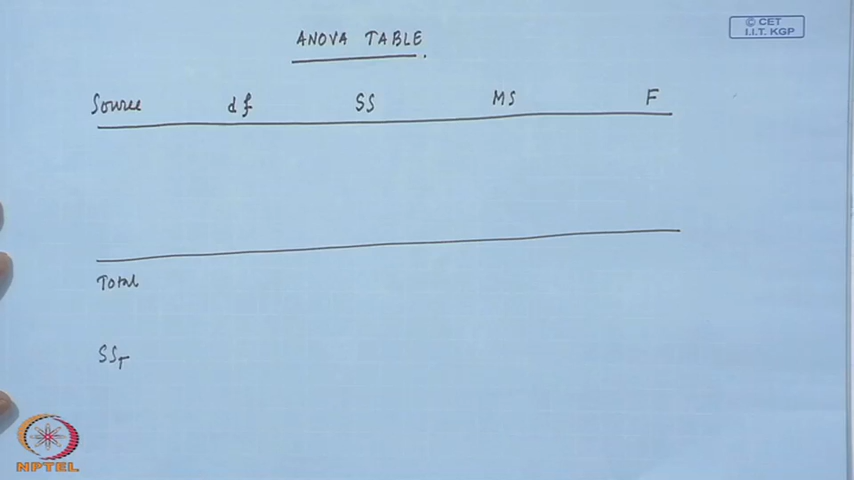 ANOVA TABLE.
© CET
I.I.T. KGP
Source df SS MS F
Total
SS_T
NPTEL